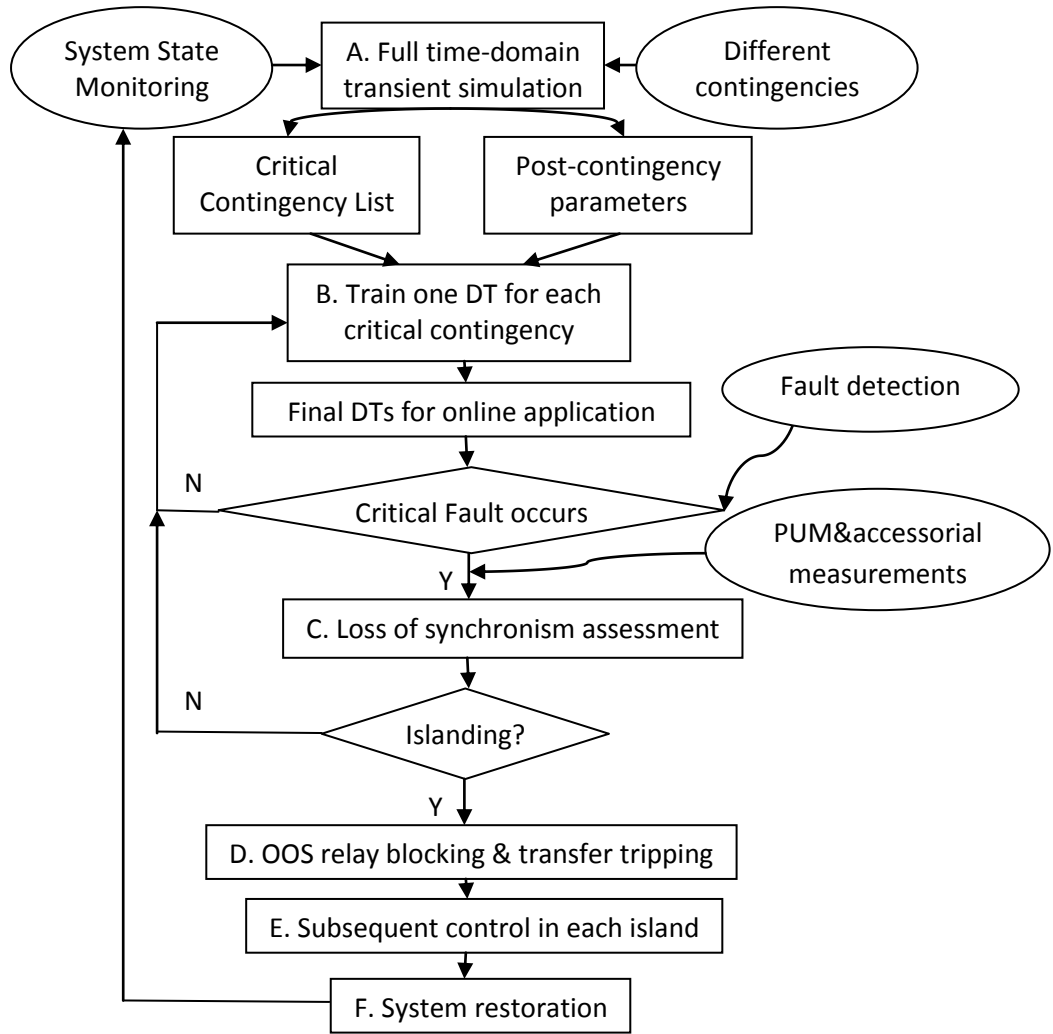 System State
Monitoring
A. Full time-domain
transient simulation
Different
contingencies
Critical
Contingency List
Post-contingency
parameters
B. Train one DT for each
critical contingency
Final DTs for online application
Fault detection
N
Critical Fault occurs
PUM&accessorial
measurements
Y
C. Loss of synchronism assessment
N
Islanding?
Y
D. OOS relay blocking & transfer tripping
E. Subsequent control in each island
F. System restoration